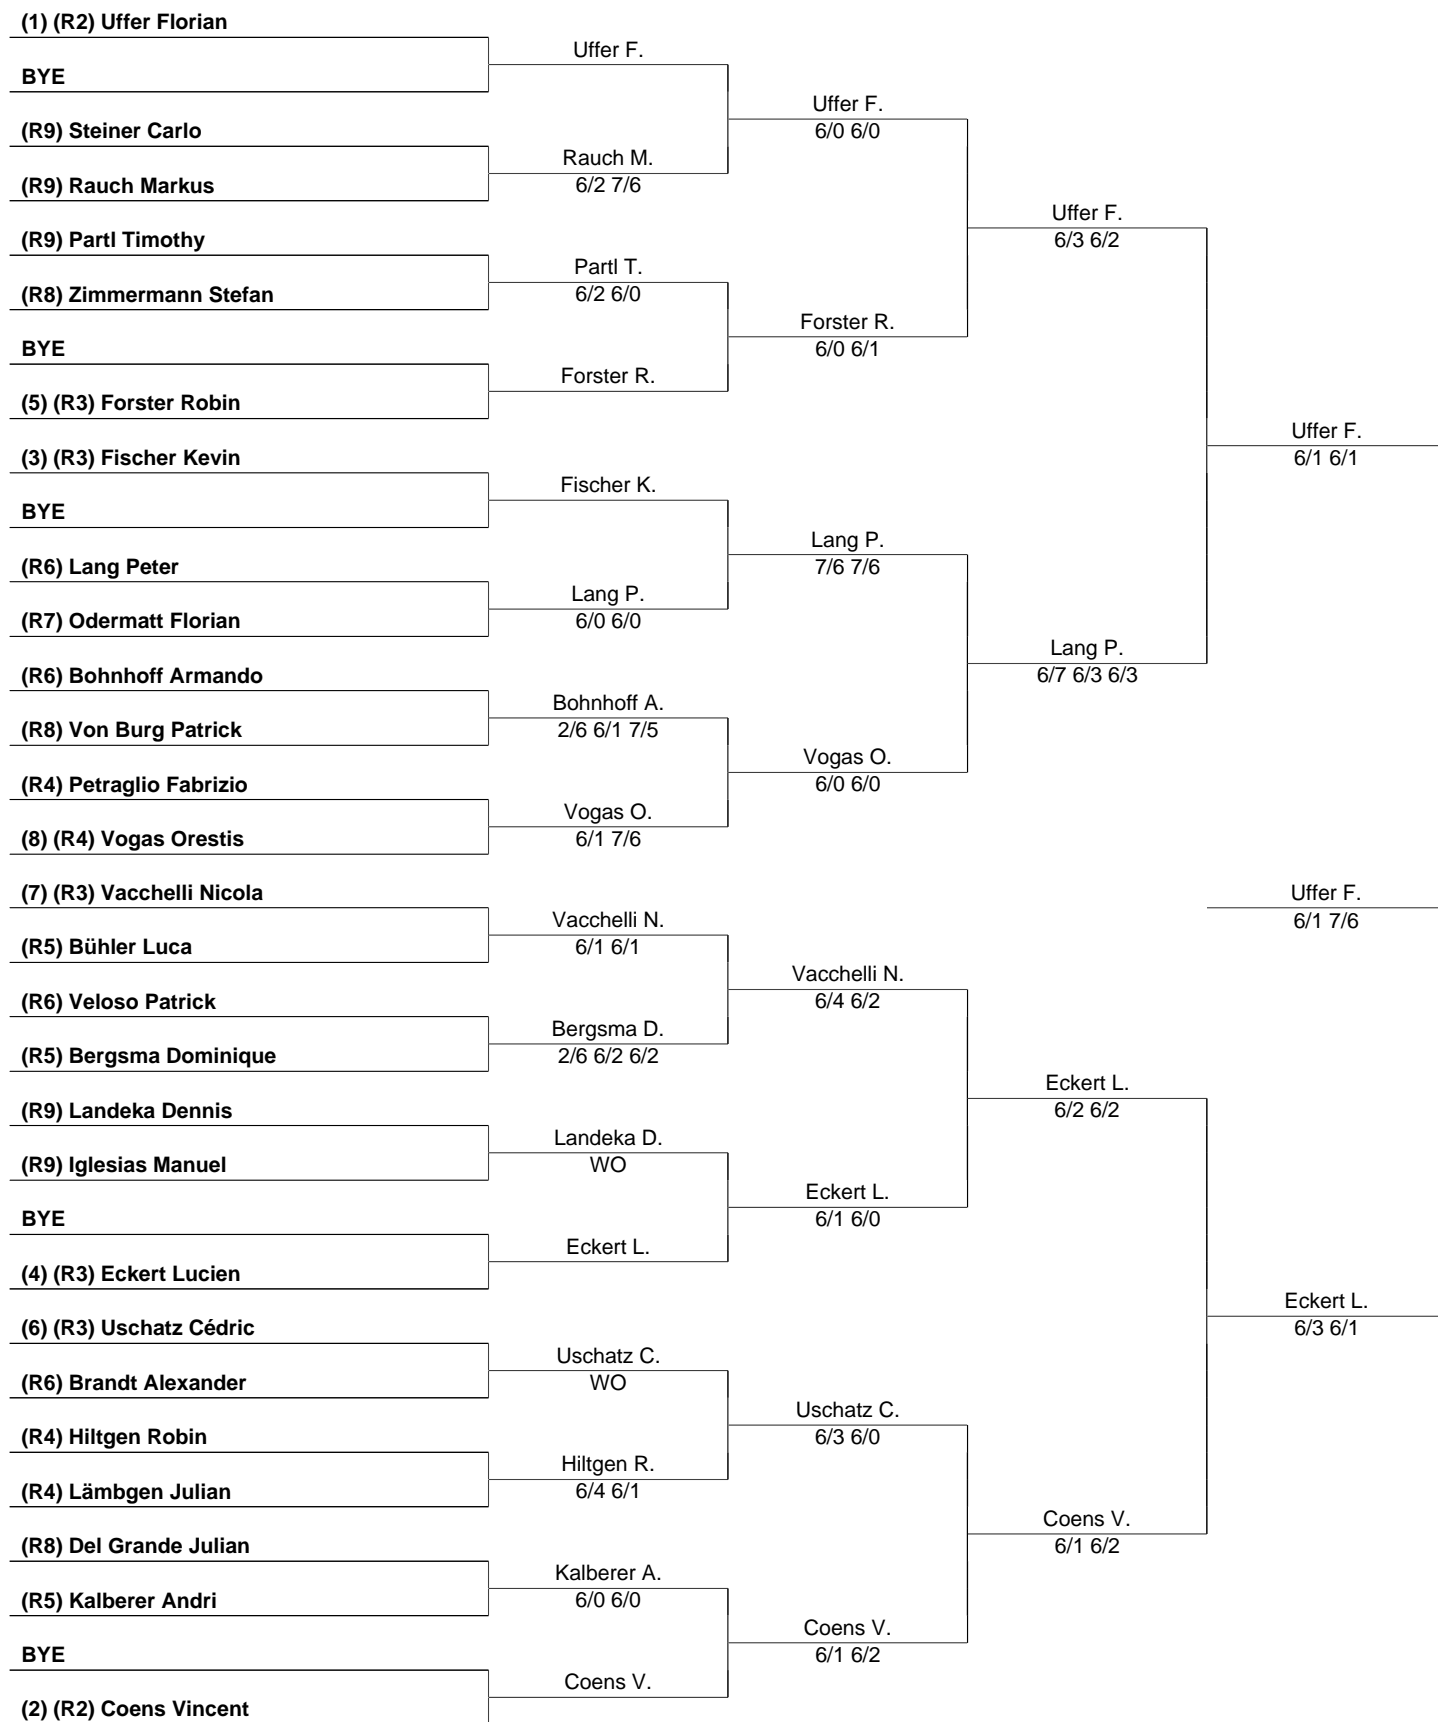 (1) (R2) Uffer Florian
Uffer F.
BYE
Uffer F.
6/0 6/0
(R9) Steiner Carlo
Rauch M.
6/2 7/6
(R9) Rauch Markus
Uffer F.
6/3 6/2
(R9) Partl Timothy
Partl T.
6/2 6/0
(R8) Zimmermann Stefan
Forster R.
6/0 6/1
BYE
Forster R.
(5) (R3) Forster Robin
Uffer F.
6/1 6/1
(3) (R3) Fischer Kevin
Fischer K.
BYE
Lang P.
7/6 7/6
(R6) Lang Peter
Lang P.
6/0 6/0
(R7) Odermatt Florian
Lang P.
6/7 6/3 6/3
(R6) Bohnhoff Armando
Bohnhoff A.
2/6 6/1 7/5
(R8) Von Burg Patrick
Vogas O.
6/0 6/0
(R4) Petraglio Fabrizio
Vogas O.
6/1 7/6
(8) (R4) Vogas Orestis
(7) (R3) Vacchelli Nicola
Uffer F.
6/1 7/6
Vacchelli N.
6/1 6/1
(R5) Bühler Luca
Vacchelli N.
6/4 6/2
(R6) Veloso Patrick
Bergsma D.
2/6 6/2 6/2
(R5) Bergsma Dominique
Eckert L.
6/2 6/2
(R9) Landeka Dennis
Landeka D.
WO
(R9) Iglesias Manuel
Eckert L.
6/1 6/0
BYE
Eckert L.
(4) (R3) Eckert Lucien
Eckert L.
6/3 6/1
(6) (R3) Uschatz Cédric
Uschatz C.
WO
(R6) Brandt Alexander
Uschatz C.
6/3 6/0
(R4) Hiltgen Robin
Hiltgen R.
6/4 6/1
(R4) Lämbgen Julian
Coens V.
6/1 6/2
(R8) Del Grande Julian
Kalberer A.
6/0 6/0
(R5) Kalberer Andri
Coens V.
6/1 6/2
BYE
Coens V.
(2) (R2) Coens Vincent